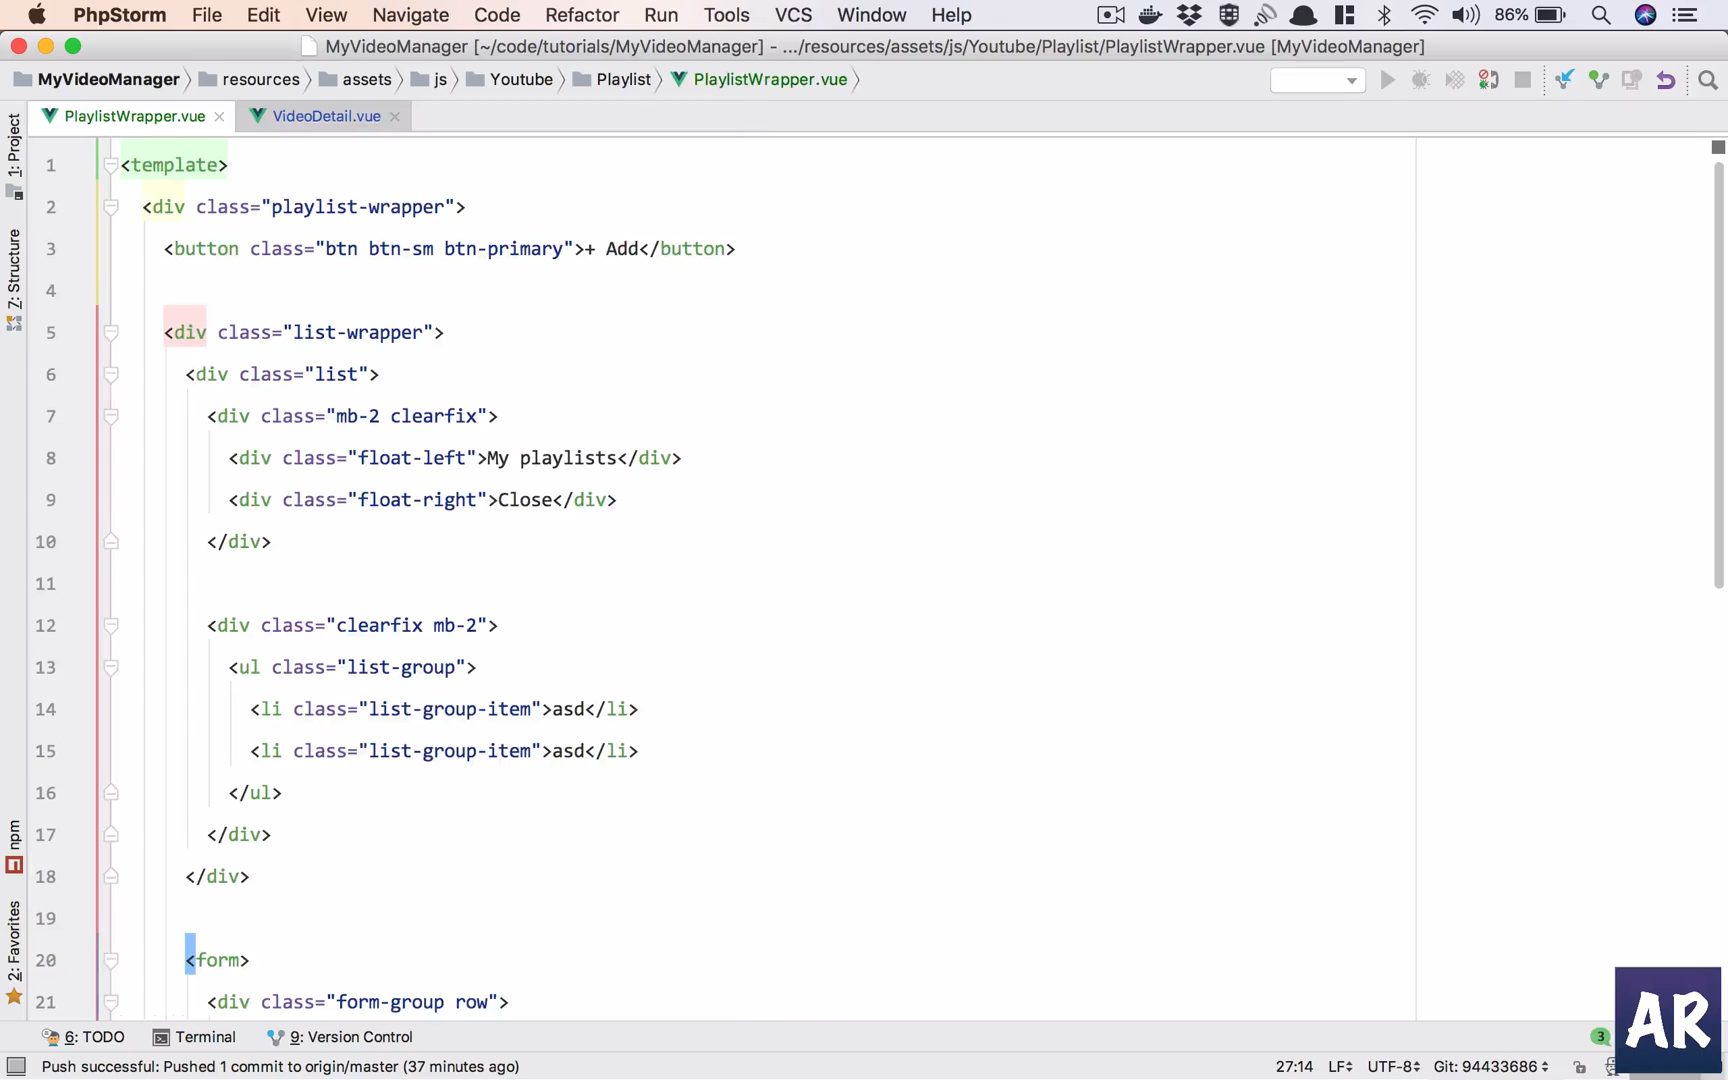 PhpStorm File Edit View Navigate Code Refactor Run Tools VCS Window Help 86%
MyVideoManager [~/code/tutorials/MyVideoManager] - .../resources/assets/js/Youtube/Playlist/PlaylistWrapper.vue [MyVideoManager]
MyVideoManager resources assets js Youtube Playlist PlaylistWrapper.vue
PlaylistWrapper.vue VideoDetail.vue
1: Project
7: Structure
npm
2: Favorites
1 <template>
2 <div class="playlist-wrapper">
3 <button class="btn btn-sm btn-primary">+ Add</button>
4
5 <div class="list-wrapper">
6 <div class="list">
7 <div class="mb-2 clearfix">
8 <div class="float-left">My playlists</div>
9 <div class="float-right">Close</div>
10 </div>
11
12 <div class="clearfix mb-2">
13 <ul class="list-group">
14 <li class="list-group-item">asd</li>
15 <li class="list-group-item">asd</li>
16 </ul>
17 </div>
18 </div>
19
20 <form>
21 <div class="form-group row">
6: TODO Terminal 9: Version Control 3
AR
Push successful: Pushed 1 commit to origin/master (37 minutes ago) 27:14 LF UTF-8 Git: 94433686